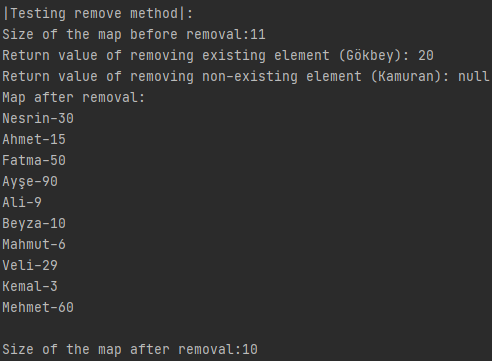 |Testing remove method|:
Size of the map before removal:11
Return value of removing existing element (Gökbey): 20
Return value of removing non-existing element (Kamuran): null
Map after removal:
Nesrin-30
Ahmet-15
Fatma-50
Ayşe-90
Ali-9
Beyza-10
Mahmut-6
Veli-29
Kemal-3
Mehmet-60
Size of the map after removal:10